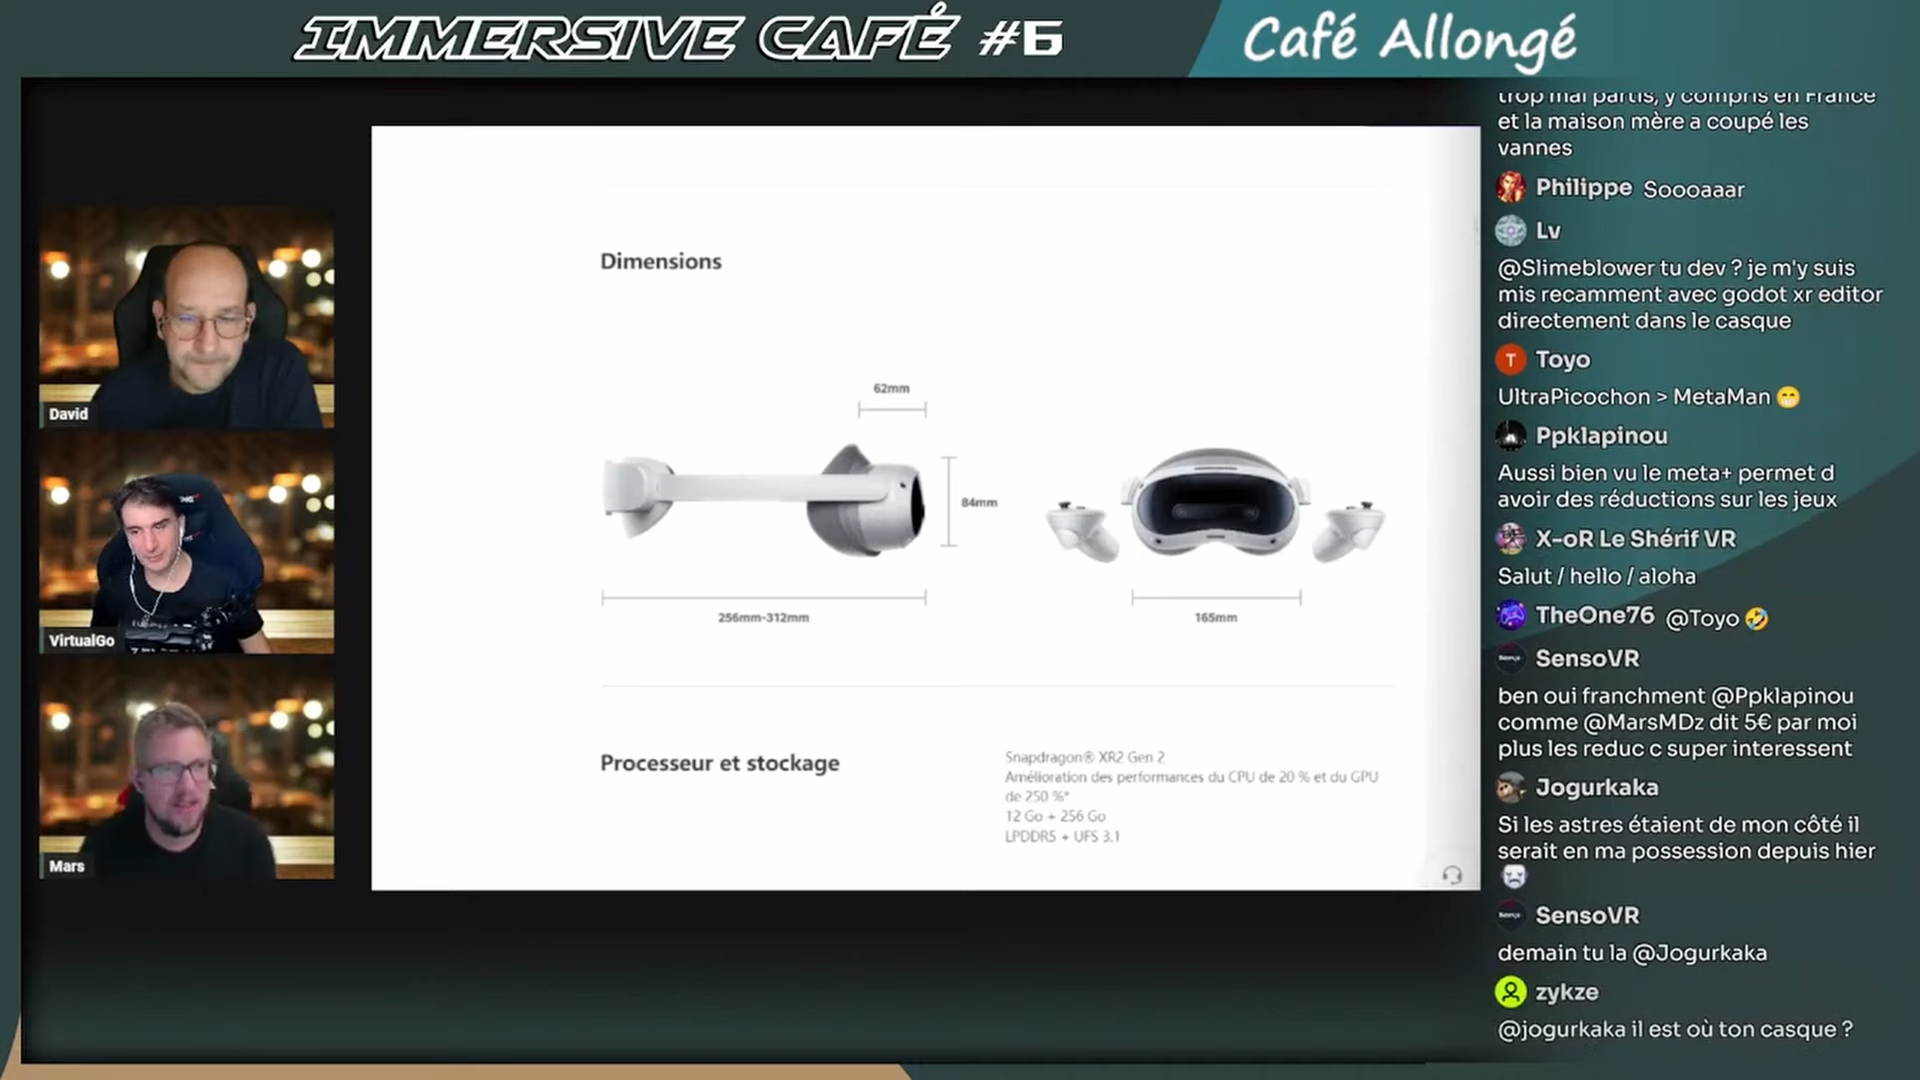 IMMERSIVE CAFÉ #6
Café Allongé
David
VirtualGo
Mars
Dimensions
62mm
84mm
256mm-312mm
165mm
Processeur et stockage
Snapdragon® XR2 Gen 2
Amélioration des performances du CPU de 20 % et du GPU
de 250 %*
12 Go + 256 Go
LPDDR5 + UFS 3.1
trop mal partis, y compris en France
et la maison mère a coupé les
vannes
Philippe Soooaaar
Lv
@Slimeblower tu dev ? je m'y suis
mis recamment avec godot xr editor
directement dans le casque
T Toyo
UltraPicochon > MetaMan 😁
Ppklapinou
Aussi bien vu le meta+ permet d
avoir des réductions sur les jeux
X-oR Le Shérif VR
Salut / hello / aloha
TheOne76 @Toyo 🤣
SensoVR
ben oui franchment @Ppklapinou
comme @MarsMDz dit 5€ par moi
plus les reduc c super interessent
Jogurkaka
Si les astres étaient de mon côté il
serait en ma possession depuis hier
SensoVR
demain tu la @Jogurkaka
zykze
@jogurkaka il est où ton casque ?